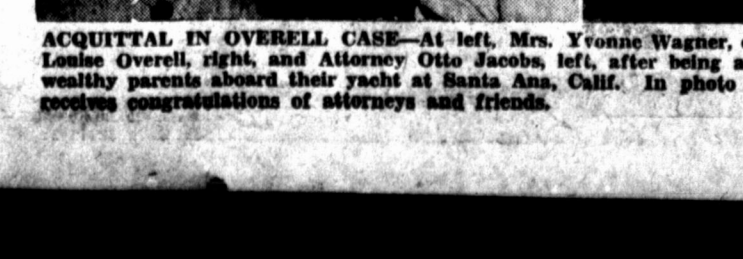 ACQUITTAL IN OVERELL CASE—At left, Mrs. Yvonne Wagner,
Louise Overell, right, and Attorney Otto Jacobs, left, after being a
wealthy parents aboard their yacht at Santa Ana, Calif. In photo
receives congratulations of attorneys and friends.